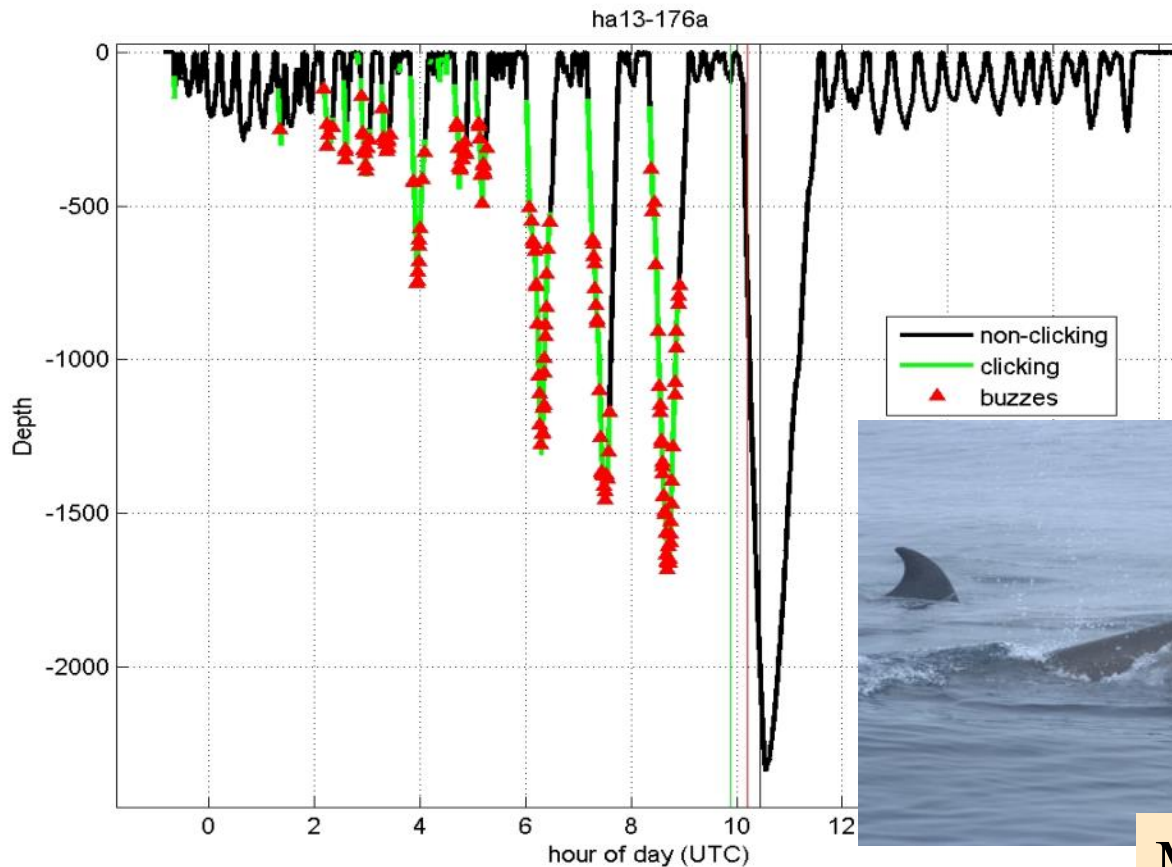 ha13-176a
0
-500
-1000
-1500
-2000
Depth
non-clicking
clicking
buzzes
0 2 4 6 8 10 12
hour of day (UTC)